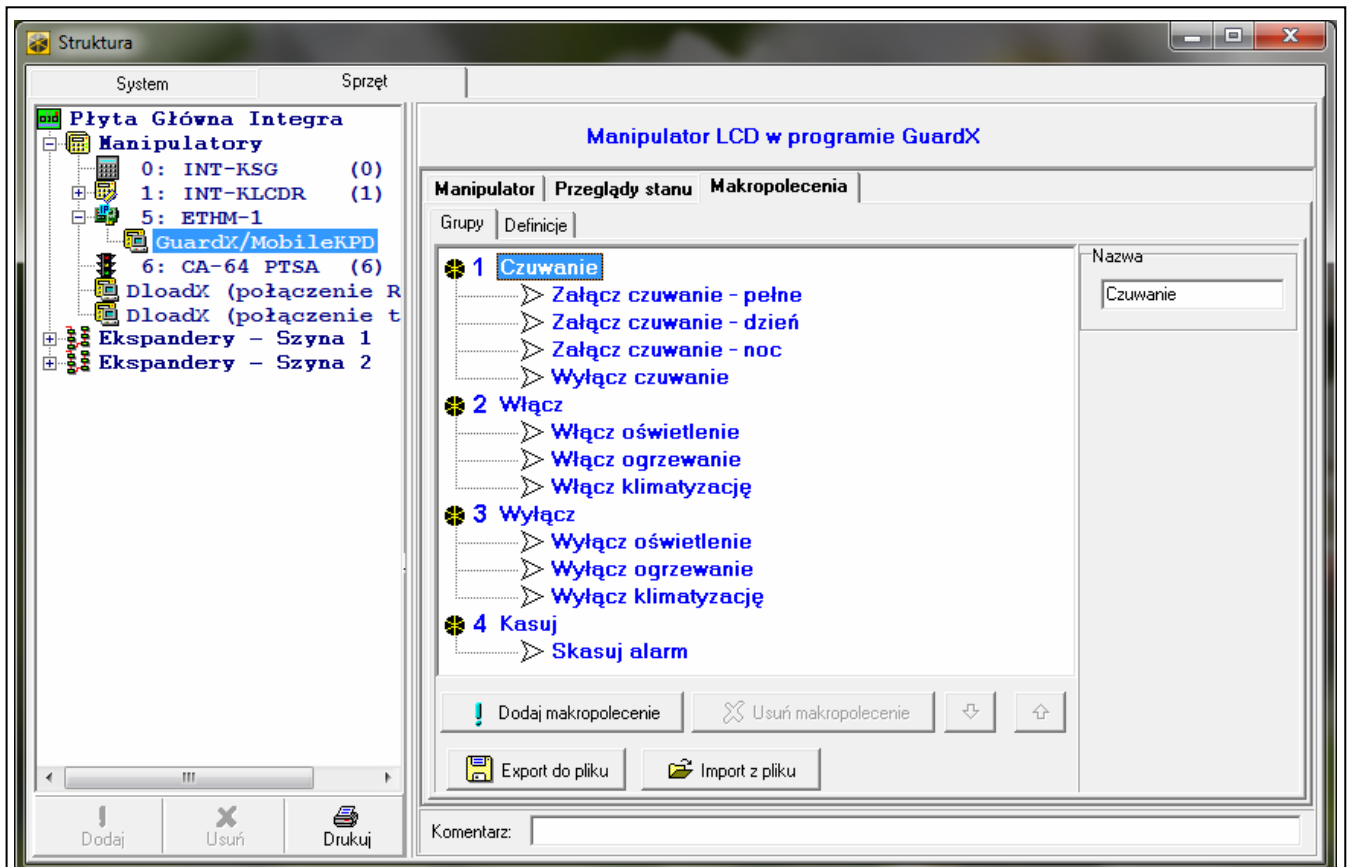 Struktura
System
Sprzęt
Płyta Główna Integra
Manipulatory
0: INT-KSG (0)
1: INT-KLCDR (1)
5: ETHM-1
GuardX/MobileKPD
6: CA-64 PTSA (6)
DloadX (połączenie R
DloadX (połączenie t
Ekspandery - Szyna 1
Ekspandery - Szyna 2
Dodaj
Usuń
Drukuj
Manipulator LCD w programie GuardX
Manipulator
Przeglądy stanu
Makropolecenia
Grupy
Definicje
1 Czuwanie
Załącz czuwanie - pełne
Załącz czuwanie - dzień
Załącz czuwanie - noc
Wyłącz czuwanie
2 Włącz
Włącz oświetlenie
Włącz ogrzewanie
Włącz klimatyzację
3 Wyłącz
Wyłącz oświetlenie
Wyłącz ogrzewanie
Wyłącz klimatyzację
4 Kasuj
Skasuj alarm
Nazwa
Czuwanie
Dodaj makropolecenie
Usuń makropolecenie
Export do pliku
Import z pliku
Komentarz: